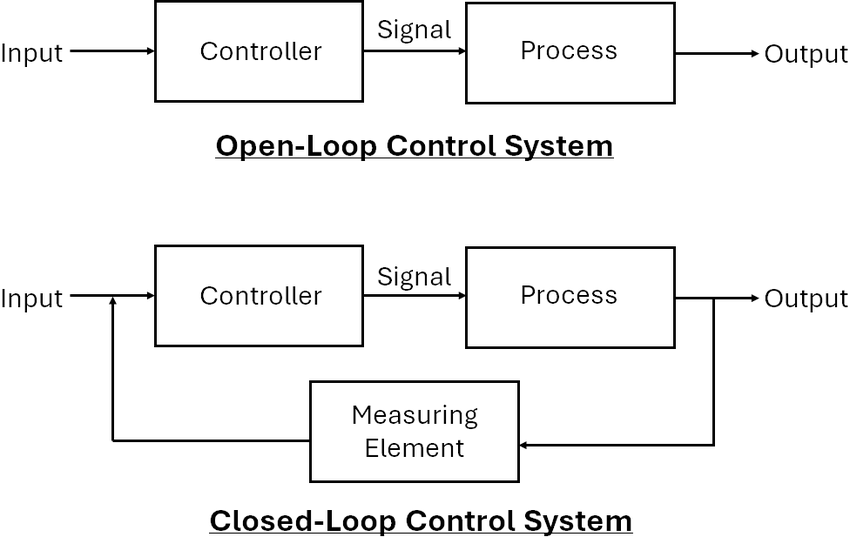 Input
Controller
Signal
Process
Output
Open-Loop Control System
Input
Controller
Signal
Process
Output
Measuring
Element
Closed-Loop Control System